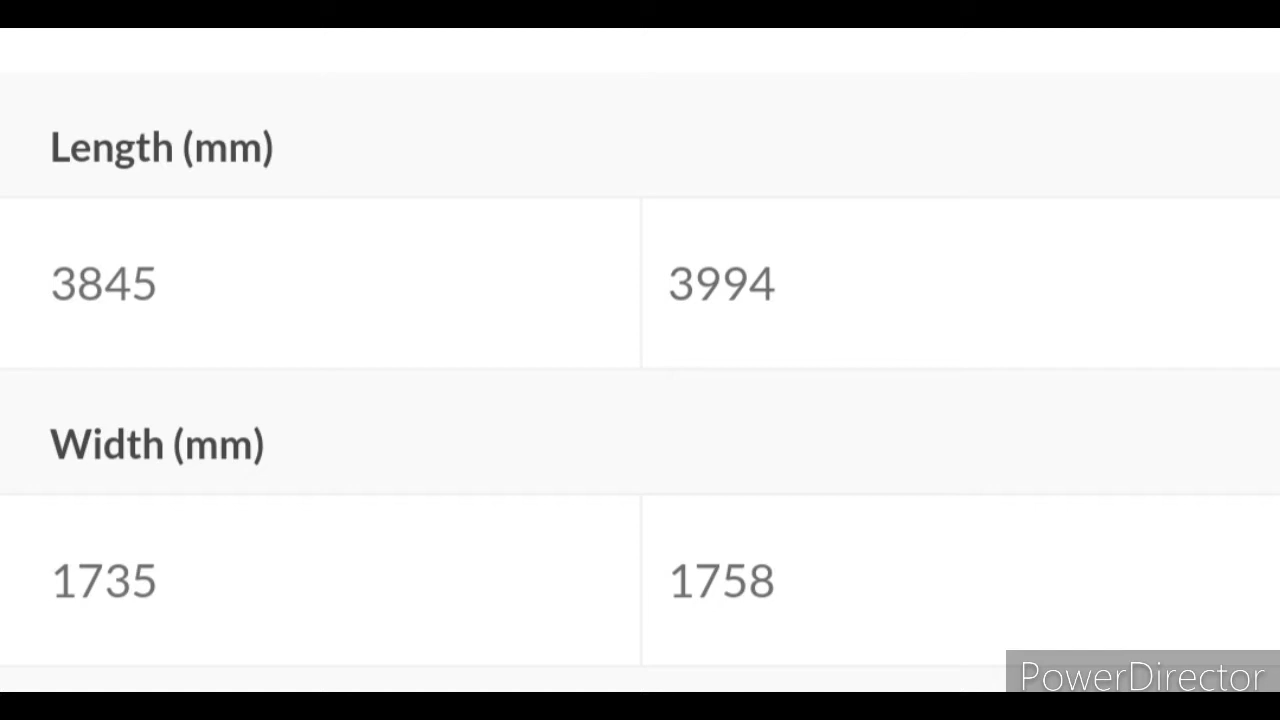 Length (mm)
3845 3994
Width (mm)
1735 1758
PowerDirector